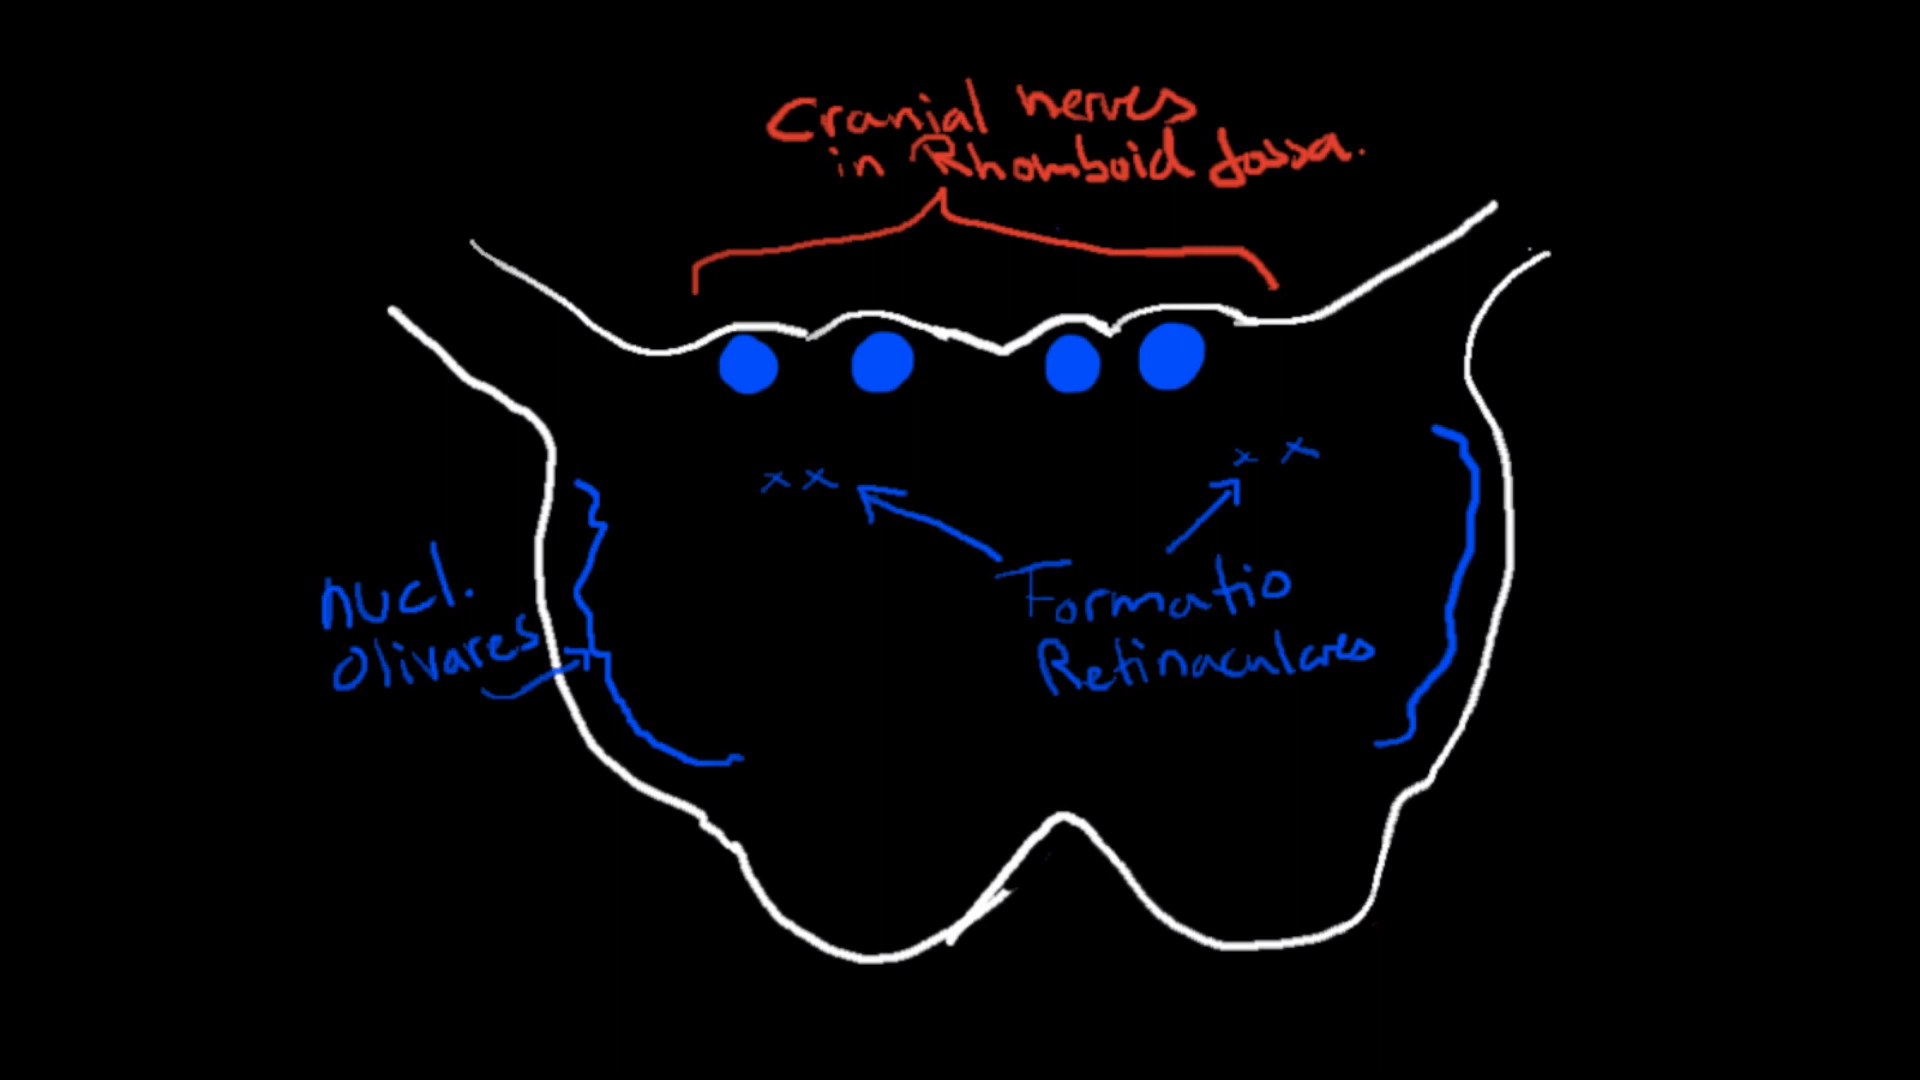 Cranial nerves
in Rhomboid fossa.
nucl.
Olivares
Formatio
Retinaculares